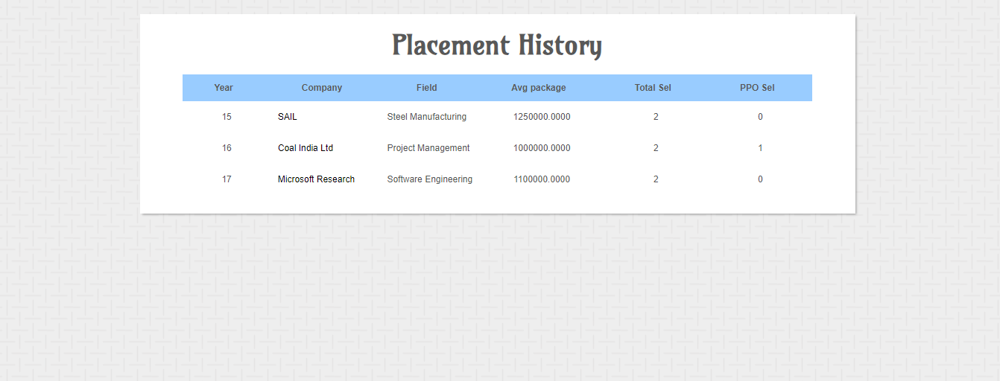 Placement History
Year Company Field Avg package Total Sel PPO Sel
15 SAIL Steel Manufacturing 1250000.0000 2 0
16 Coal India Ltd Project Management 1000000.0000 2 1
17 Microsoft Research Software Engineering 1100000.0000 2 0